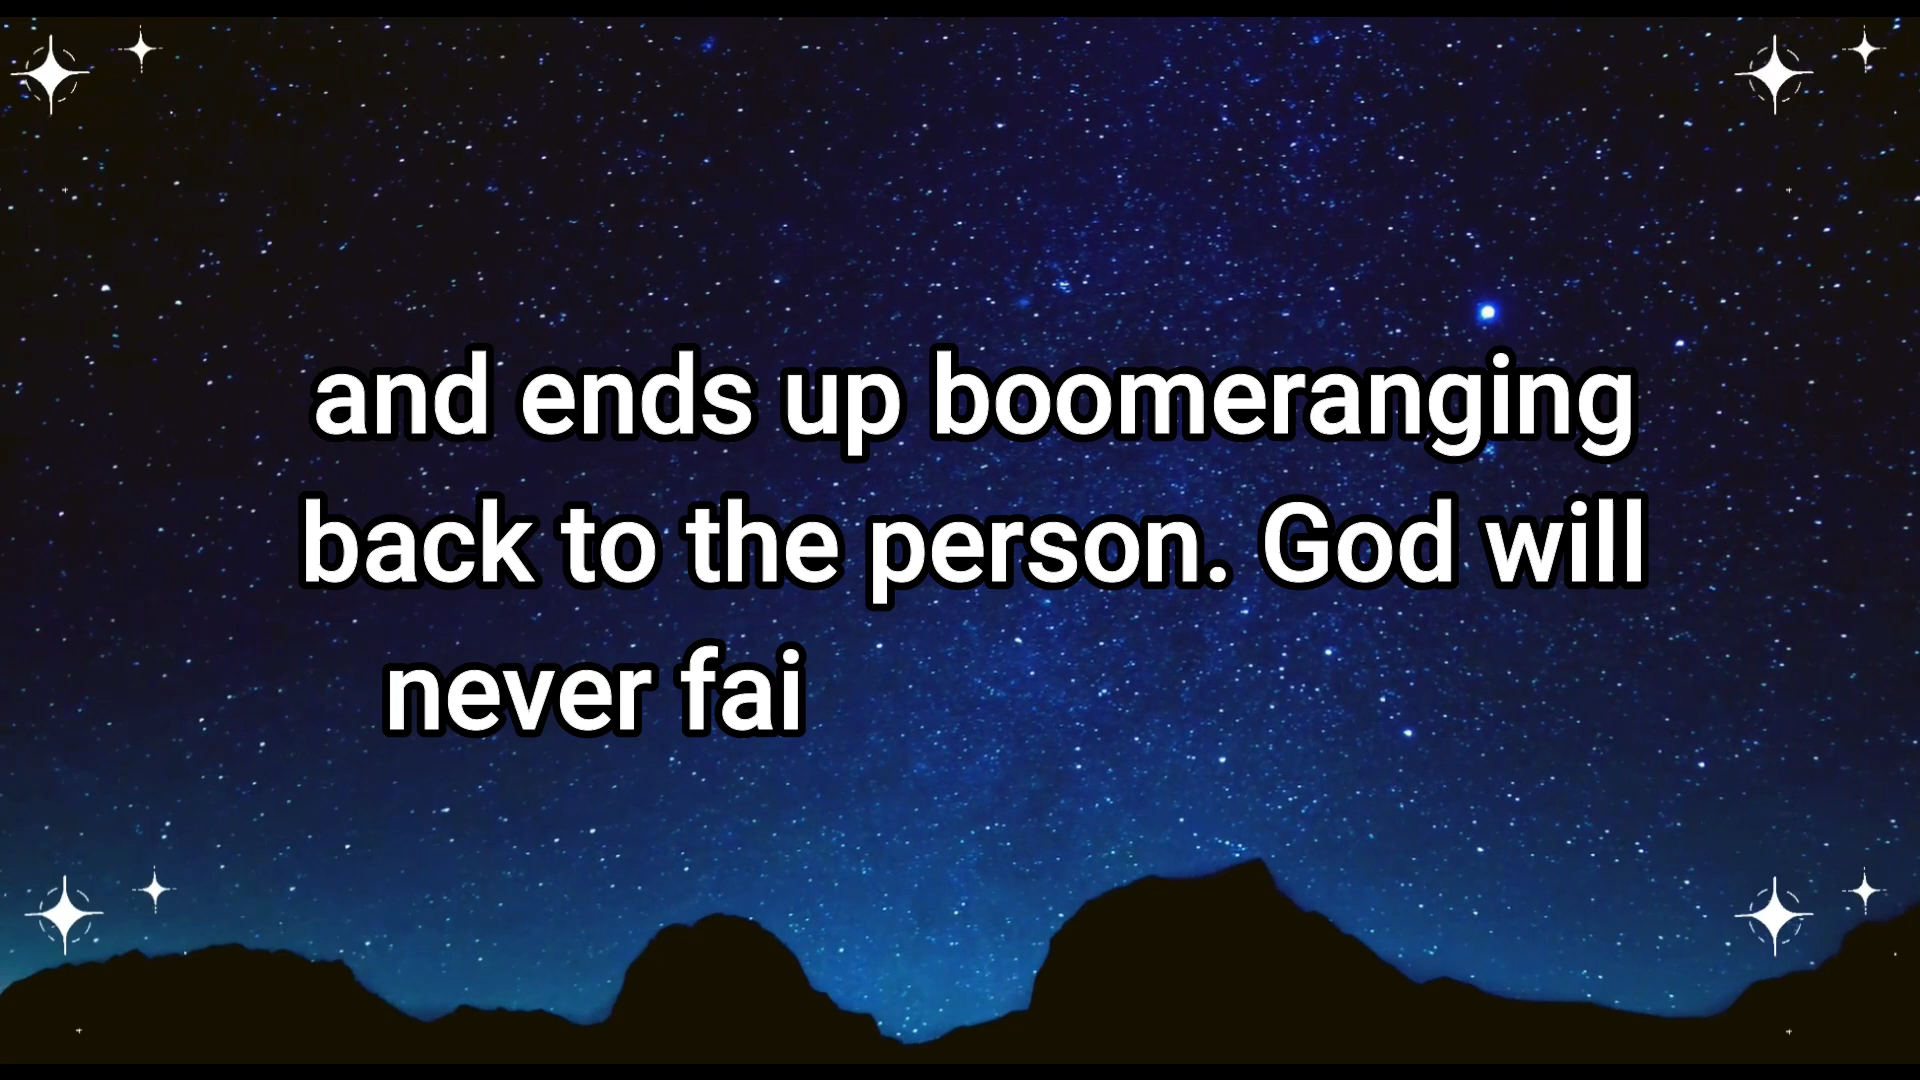 and ends up boomeranging
back to the person. God will
never fai